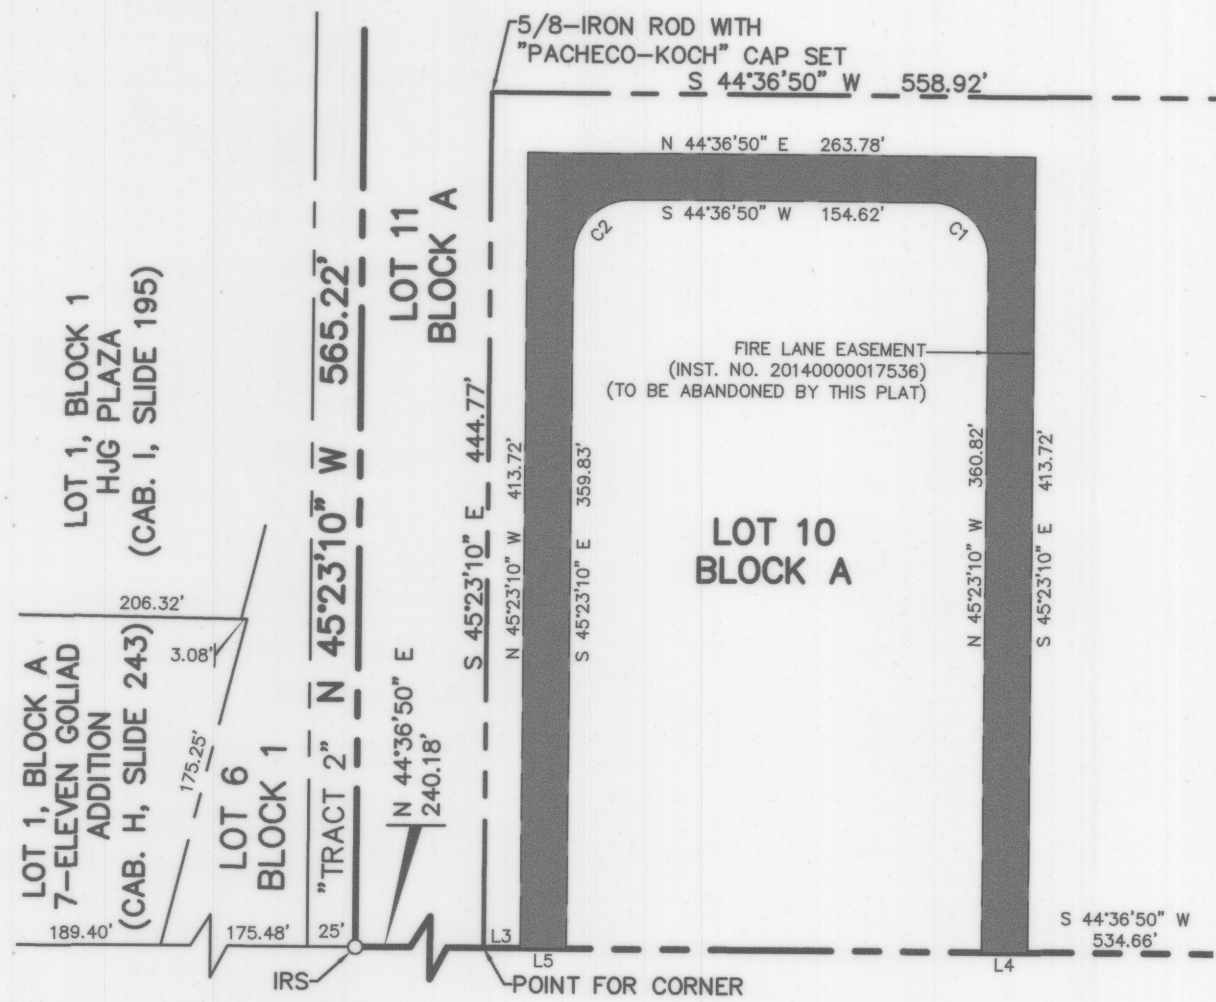 5/8-IRON ROD WITH
"PACHECO-KOCH" CAP SET
S 44°36'50" W 558.92'
N 44°36'50" E 263.78'
S 44°36'50" W 154.62'
C2
C1
LOT 11
BLOCK A
LOT 1, BLOCK 1
HJG PLAZA
(CAB. I, SLIDE 195)
N 45°23'10" W 565.22'
S 45°23'10" E 444.77'
N 45°23'10" W 413.72'
S 45°23'10" E 359.83'
FIRE LANE EASEMENT
(INST. NO. 20140000017536)
(TO BE ABANDONED BY THIS PLAT)
N 45°23'10" W 360.82'
S 45°23'10" E 413.72'
LOT 10
BLOCK A
206.32'
3.08'
LOT 1, BLOCK A
7-ELEVEN GOLIAD
ADDITION
(CAB. H, SLIDE 243)
175.25'
LOT 6
BLOCK 1
"TRACT 2"
N 44°36'50" E
240.18'
189.40'
175.48'
25'
L3
L5
L4
S 44°36'50" W
534.66'
IRS
POINT FOR CORNER